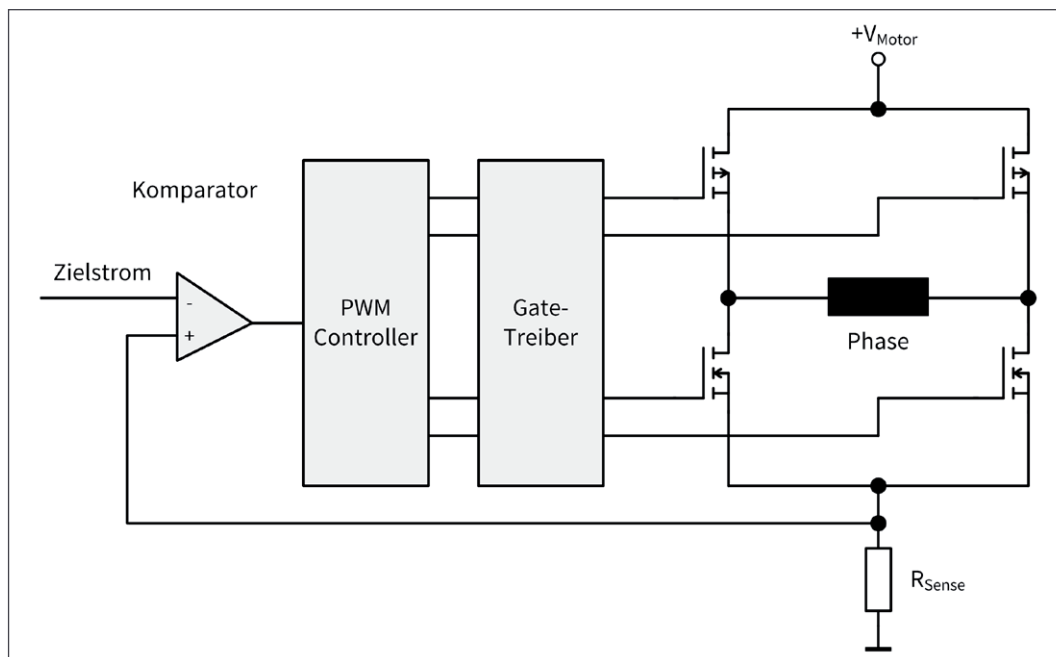 +V_Motor
Komparator
Zielstrom
-
+
PWM
Controller
Gate-
Treiber
Phase
R_Sense